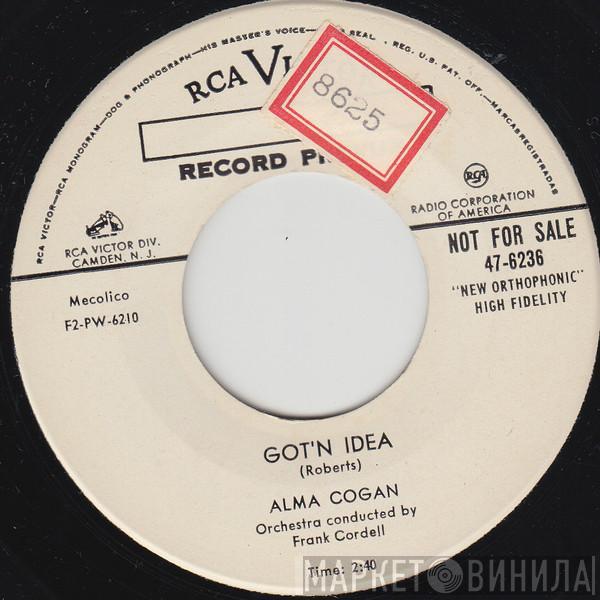 RCA VICTOR—RCA MONOGRAM—DOG & PHONOGRAPH—HIS MASTER'S VOICE— REAL . REG. U.S. PAT. OFF.—MARCAS REGISTRADAS
RCA
8625
RECORD
RCA
RCA VICTOR DIV.
CAMDEN, N. J.
RADIO CORPORATION
OF AMERICA
NOT FOR SALE
47-6236
"NEW ORTHOPHONIC"
HIGH FIDELITY
Mecolico
F2-PW-6210
GOT'N IDEA
(Roberts)
ALMA COGAN
Orchestra conducted by
Frank Cordell
Time: 2:40
МАРКЕТ ВИНИЛА